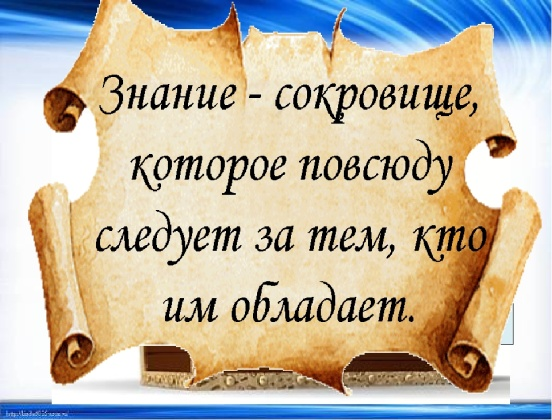 Знание - сокровище,
которое повсюду
следует за тем, кто
им обладает.